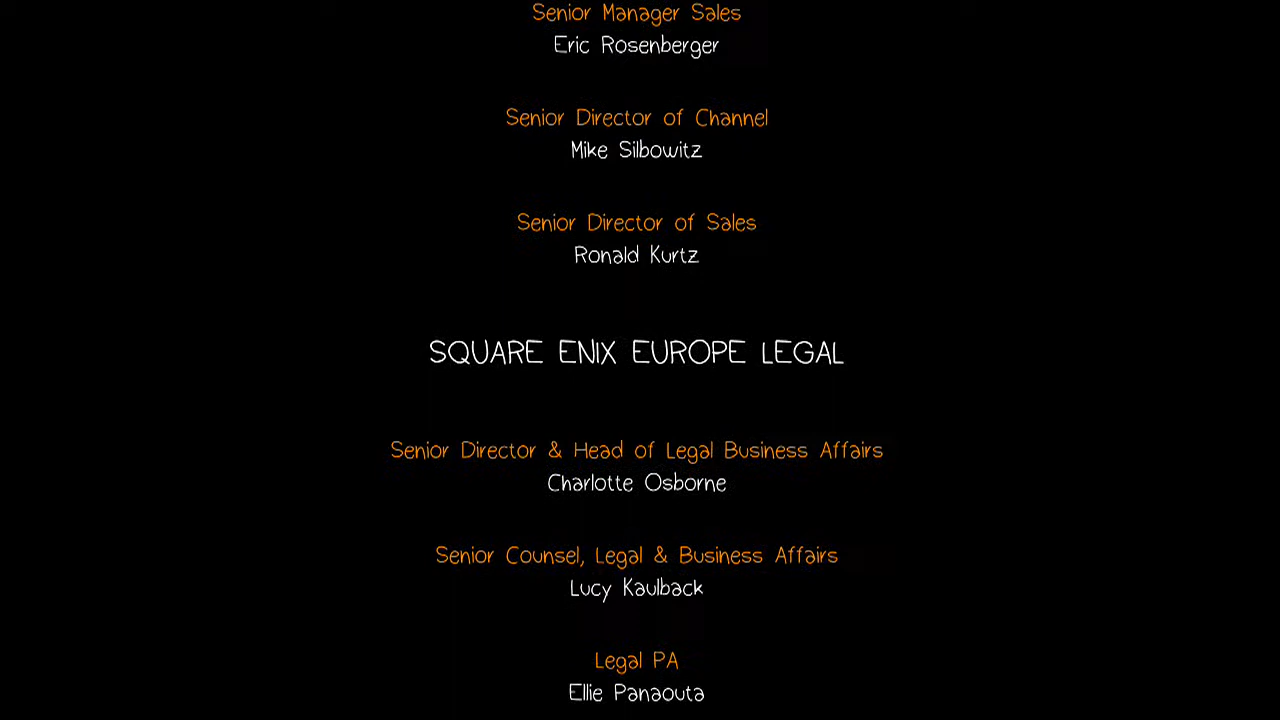 Senior Manager Sales
Eric Rosenberger
Senior Director of Channel
Mike Silbowitz
Senior Director of Sales
Ronald Kurtz
SQUARE ENIX EUROPE LEGAL
Senior Director & Head of Legal Business Affairs
Charlotte Osborne
Senior Counsel, Legal & Business Affairs
Lucy Kaulback
Legal PA
Ellie Panaouta